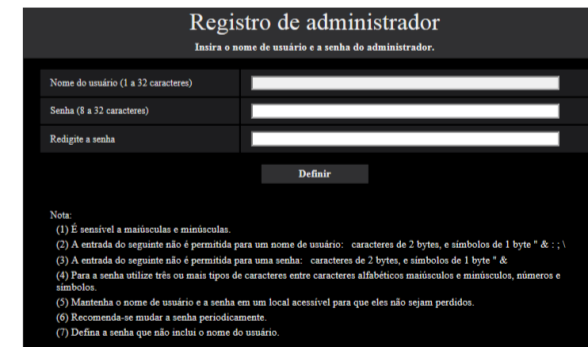 Registro de administrador
Insira o nome de usuário e a senha do administrador.
Nome do usuário (1 a 32 caracteres)
Senha (8 a 32 caracteres)
Redigite a senha
Definir
Nota:
(1) É sensível a maiúsculas e minúsculas.
(2) A entrada do seguinte não é permitida para um nome de usuário: caracteres de 2 bytes, e símbolos de 1 byte " & : ; \
(3) A entrada do seguinte não é permitida para uma senha: caracteres de 2 bytes, e símbolos de 1 byte " &
(4) Para a senha utilize três ou mais tipos de caracteres entre caracteres alfabéticos maiúsculos e minúsculos, números e
símbolos.
(5) Mantenha o nome de usuário e a senha em um local acessível para que eles não sejam perdidos.
(6) Recomenda-se mudar a senha periodicamente.
(7) Defina a senha que não inclui o nome do usuário.